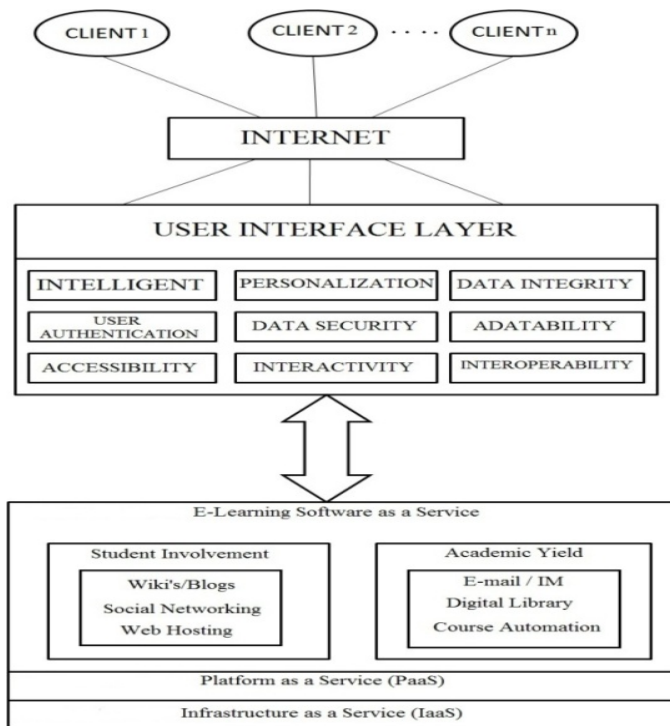 CLIENT 1
CLIENT 2
....
CLIENT n
INTERNET
USER INTERFACE LAYER
INTELLIGENT
PERSONALIZATION
DATA INTEGRITY
USER
AUTHENTICATION
DATA SECURITY
ADATABILITY
ACCESSIBILITY
INTERACTIVITY
INTEROPERABILITY
E-Learning Software as a Service
Student Involvement
Wiki's/Blogs
Social Networking
Web Hosting
Academic Yield
E-mail / IM
Digital Library
Course Automation
Platform as a Service (PaaS)
Infrastructure as a Service (IaaS)